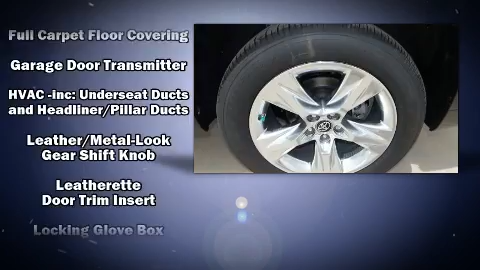 Full Carpet Floor Covering
Garage Door Transmitter
HVAC -inc: Underseat Ducts
and Headliner/Pillar Ducts
Leather/Metal-Look
Gear Shift Knob
Leatherette
Door Trim Insert
Locking Glove Box